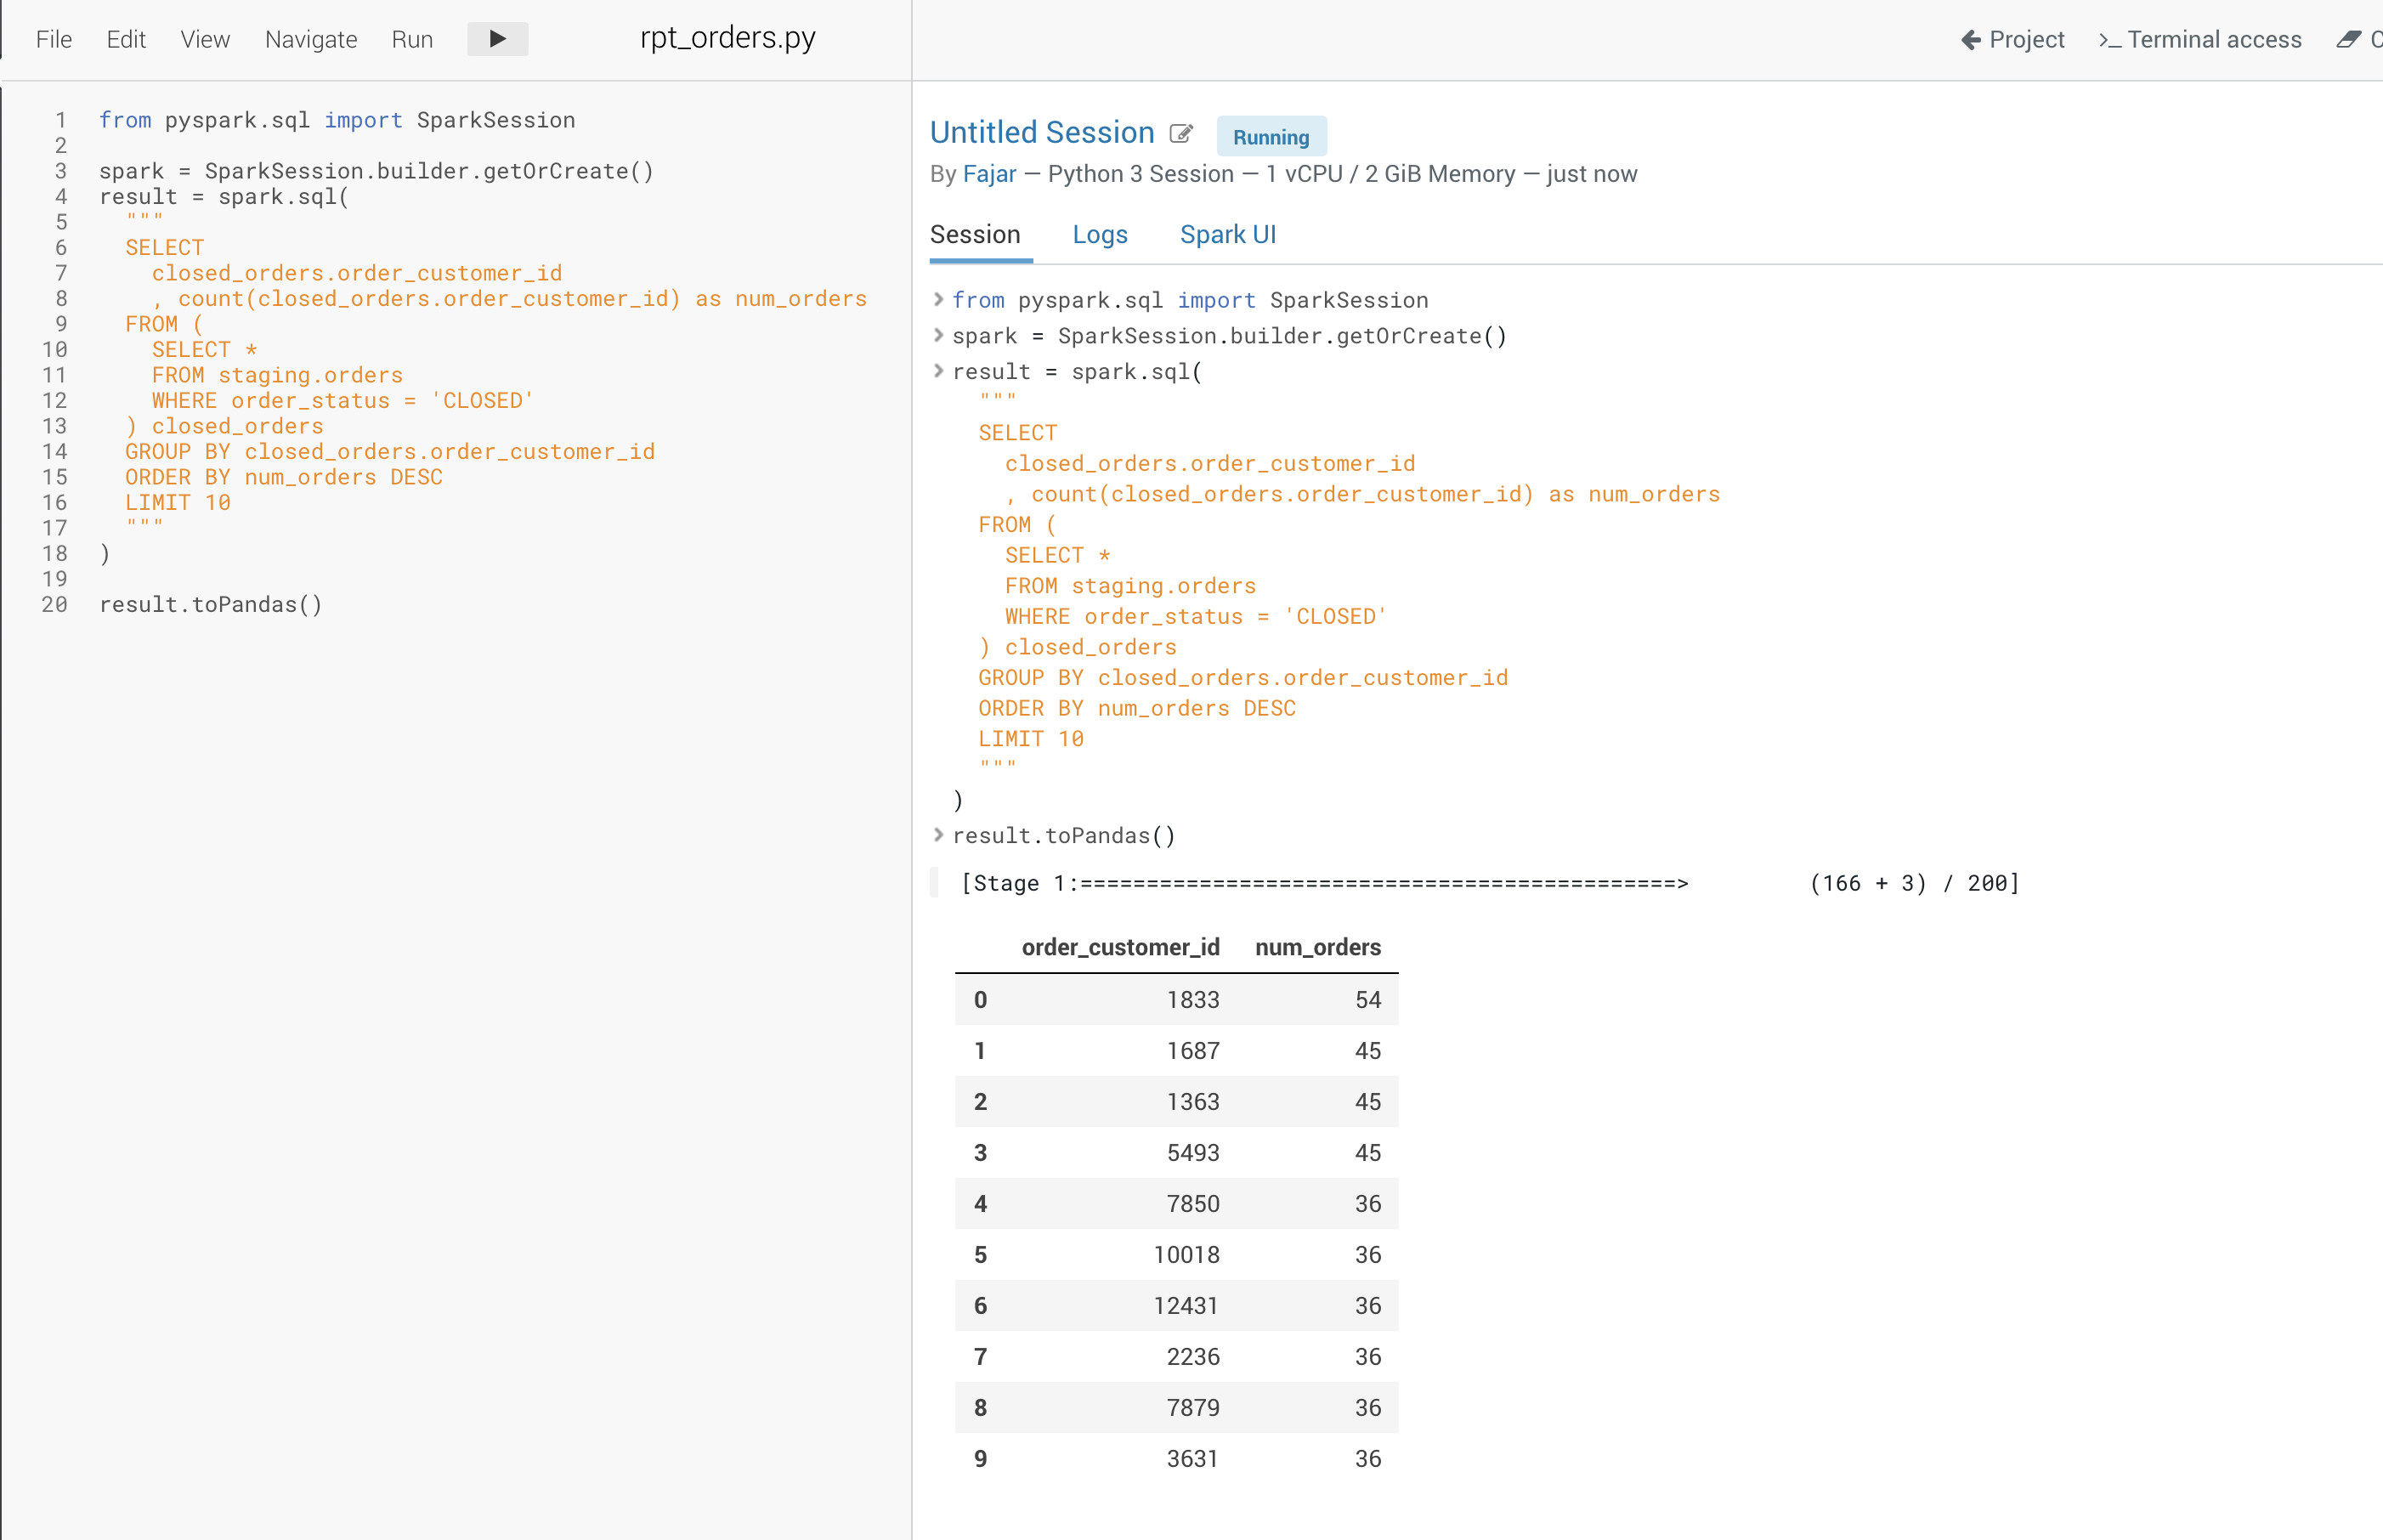 File Edit View Navigate Run rpt_orders.py
Project >_ Terminal access
1 from pyspark.sql import SparkSession
2
3 spark = SparkSession.builder.getOrCreate()
4 result = spark.sql(
5 """
6 SELECT
7 closed_orders.order_customer_id
8 , count(closed_orders.order_customer_id) as num_orders
9 FROM (
10 SELECT *
11 FROM staging.orders
12 WHERE order_status = 'CLOSED'
13 ) closed_orders
14 GROUP BY closed_orders.order_customer_id
15 ORDER BY num_orders DESC
16 LIMIT 10
17 """
18 )
19
20 result.toPandas()
Untitled Session Running
By Fajar — Python 3 Session — 1 vCPU / 2 GiB Memory — just now
Session Logs Spark UI
from pyspark.sql import SparkSession
spark = SparkSession.builder.getOrCreate()
result = spark.sql(
"""
SELECT
closed_orders.order_customer_id
, count(closed_orders.order_customer_id) as num_orders
FROM (
SELECT *
FROM staging.orders
WHERE order_status = 'CLOSED'
) closed_orders
GROUP BY closed_orders.order_customer_id
ORDER BY num_orders DESC
LIMIT 10
"""
)
result.toPandas()
[Stage 1:=============================================> (166 + 3) / 200]
order_customer_id num_orders
0 1833 54
1 1687 45
2 1363 45
3 5493 45
4 7850 36
5 10018 36
6 12431 36
7 2236 36
8 7879 36
9 3631 36